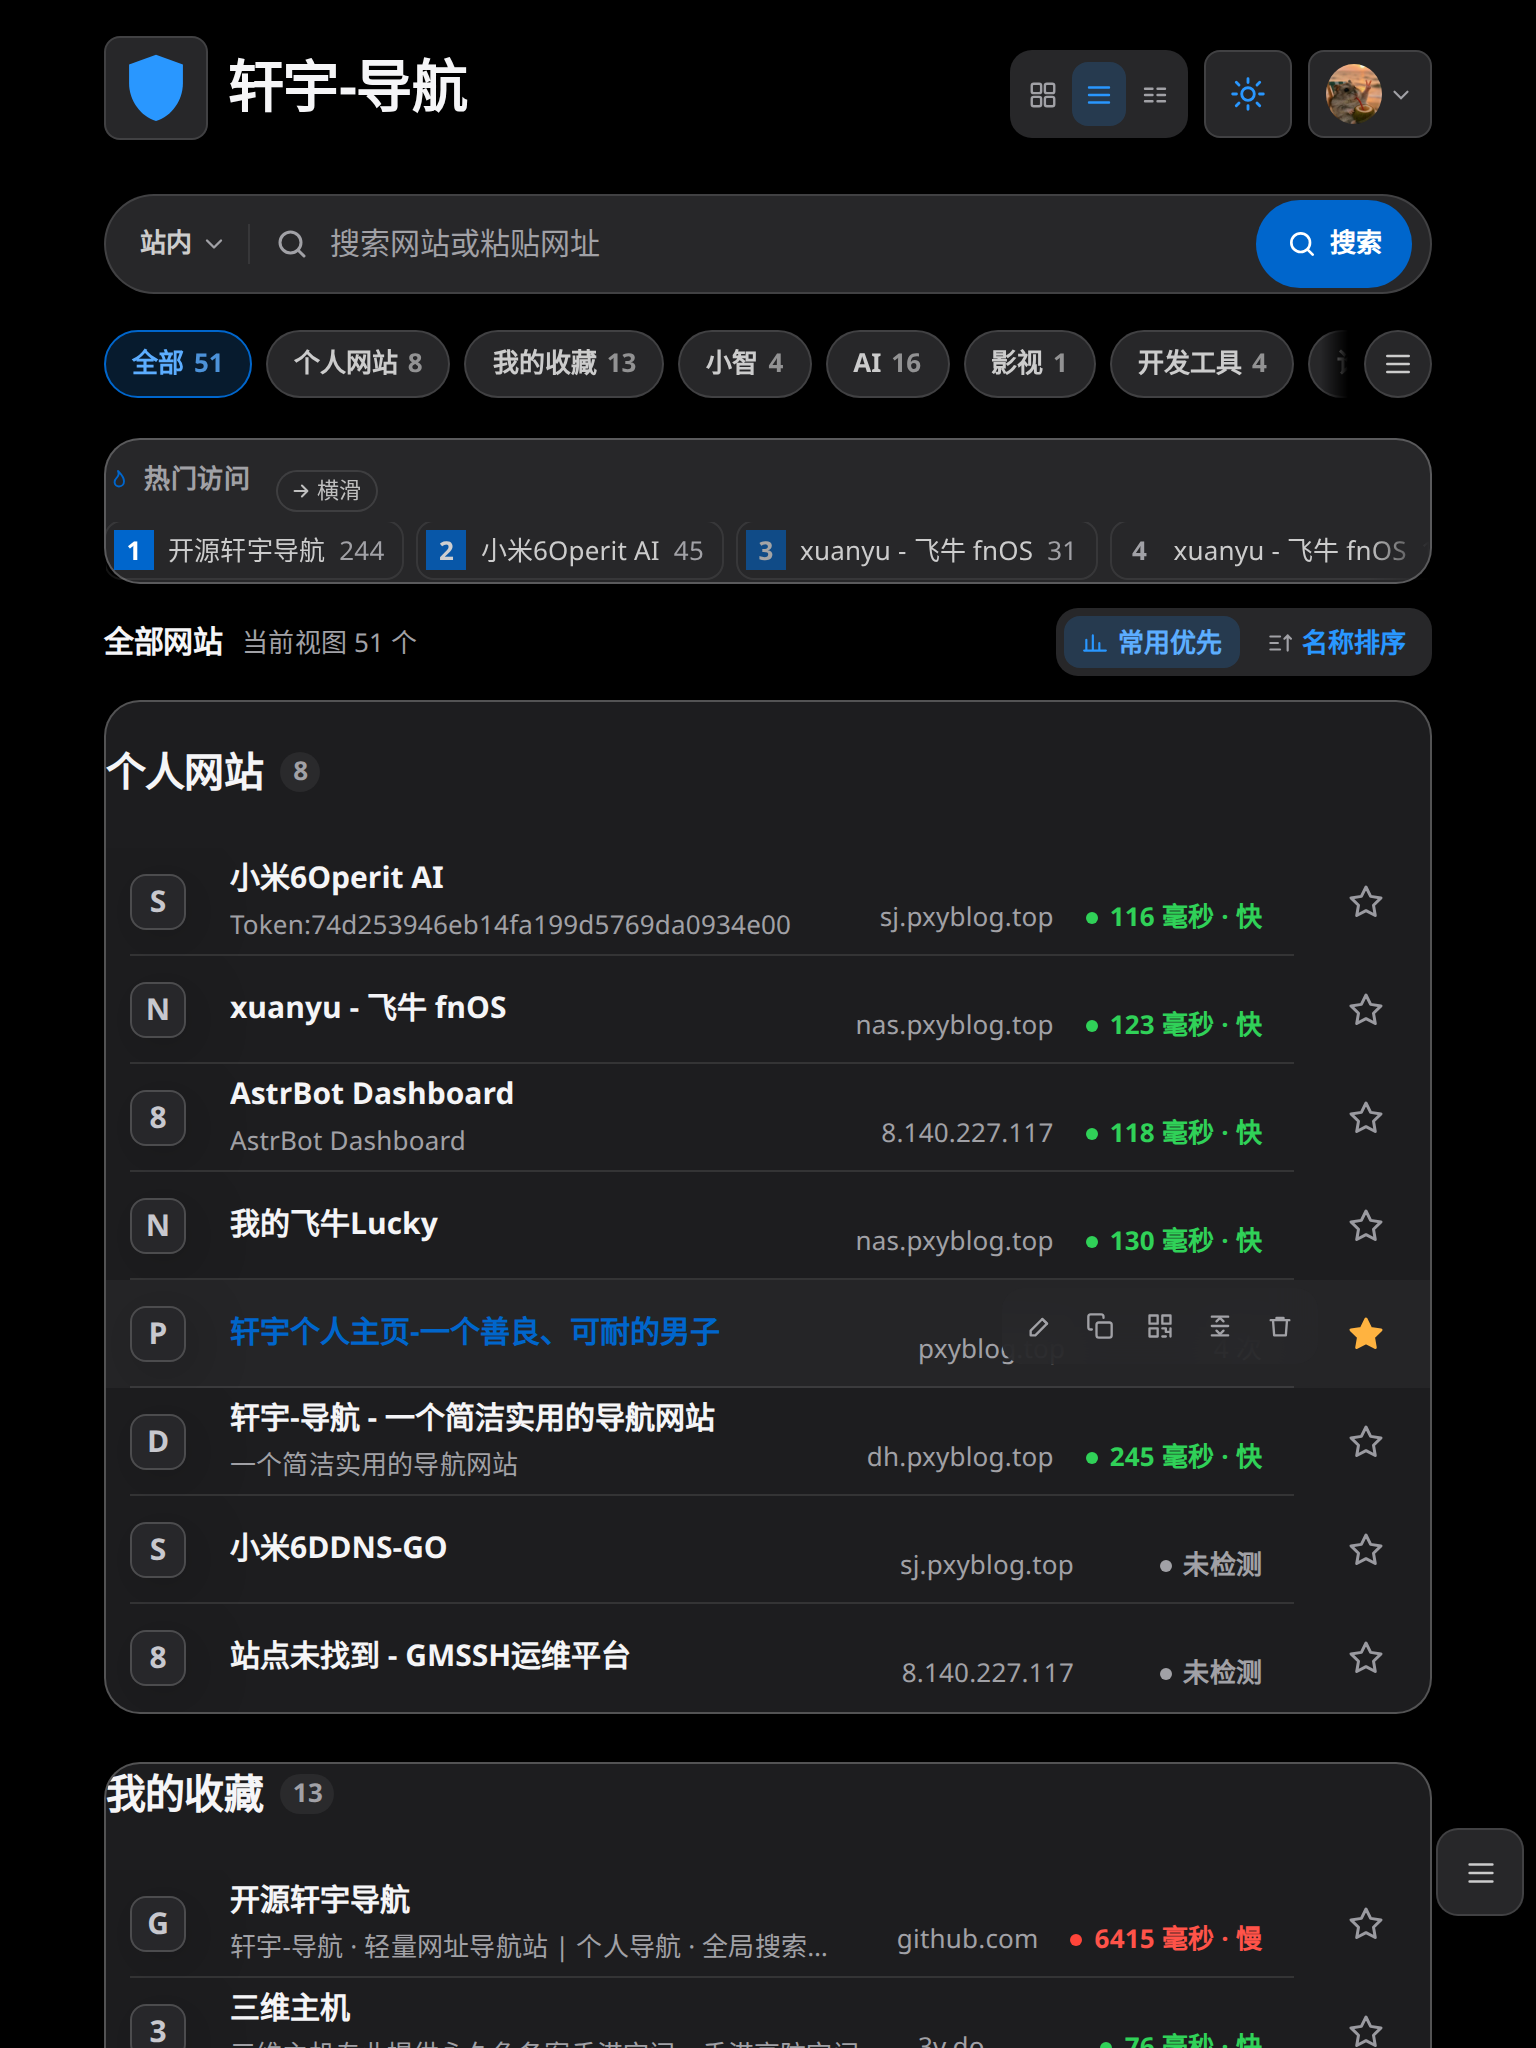 轩宇-导航
站内 搜索网站或粘贴网址 搜索
全部 51 个人网站 8 我的收藏 13 小智 4 AI 16 影视 1 开发工具 4
热门访问 → 横滑
1 开源轩宇导航 244 2 小米6Operit AI 45 3 xuanyu - 飞牛 fnOS 31 4 xuanyu - 飞牛 fnOS
全部网站 当前视图 51 个 常用优先 名称排序
个人网站 8
S 小米6Operit AI
Token:74d253946eb14fa199d5769da0934e00 sj.pxyblog.top 116 毫秒 · 快
N xuanyu - 飞牛 fnOS nas.pxyblog.top 123 毫秒 · 快
8 AstrBot Dashboard
AstrBot Dashboard 8.140.227.117 118 毫秒 · 快
N 我的飞牛Lucky nas.pxyblog.top 130 毫秒 · 快
P 轩宇个人主页-一个善良、可耐的男子 pxyblog.top 4 次
D 轩宇-导航 - 一个简洁实用的导航网站
一个简洁实用的导航网站 dh.pxyblog.top 245 毫秒 · 快
S 小米6DDNS-GO sj.pxyblog.top 未检测
8 站点未找到 - GMSSH运维平台 8.140.227.117 未检测
我的收藏 13
G 开源轩宇导航
轩宇-导航 · 轻量网址导航站 | 个人导航 · 全局搜索... github.com 6415 毫秒 · 慢
3 三维主机
76 毫秒 · 快